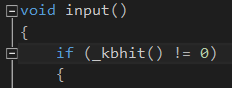 void input()
{
if (_kbhit() != 0)
{